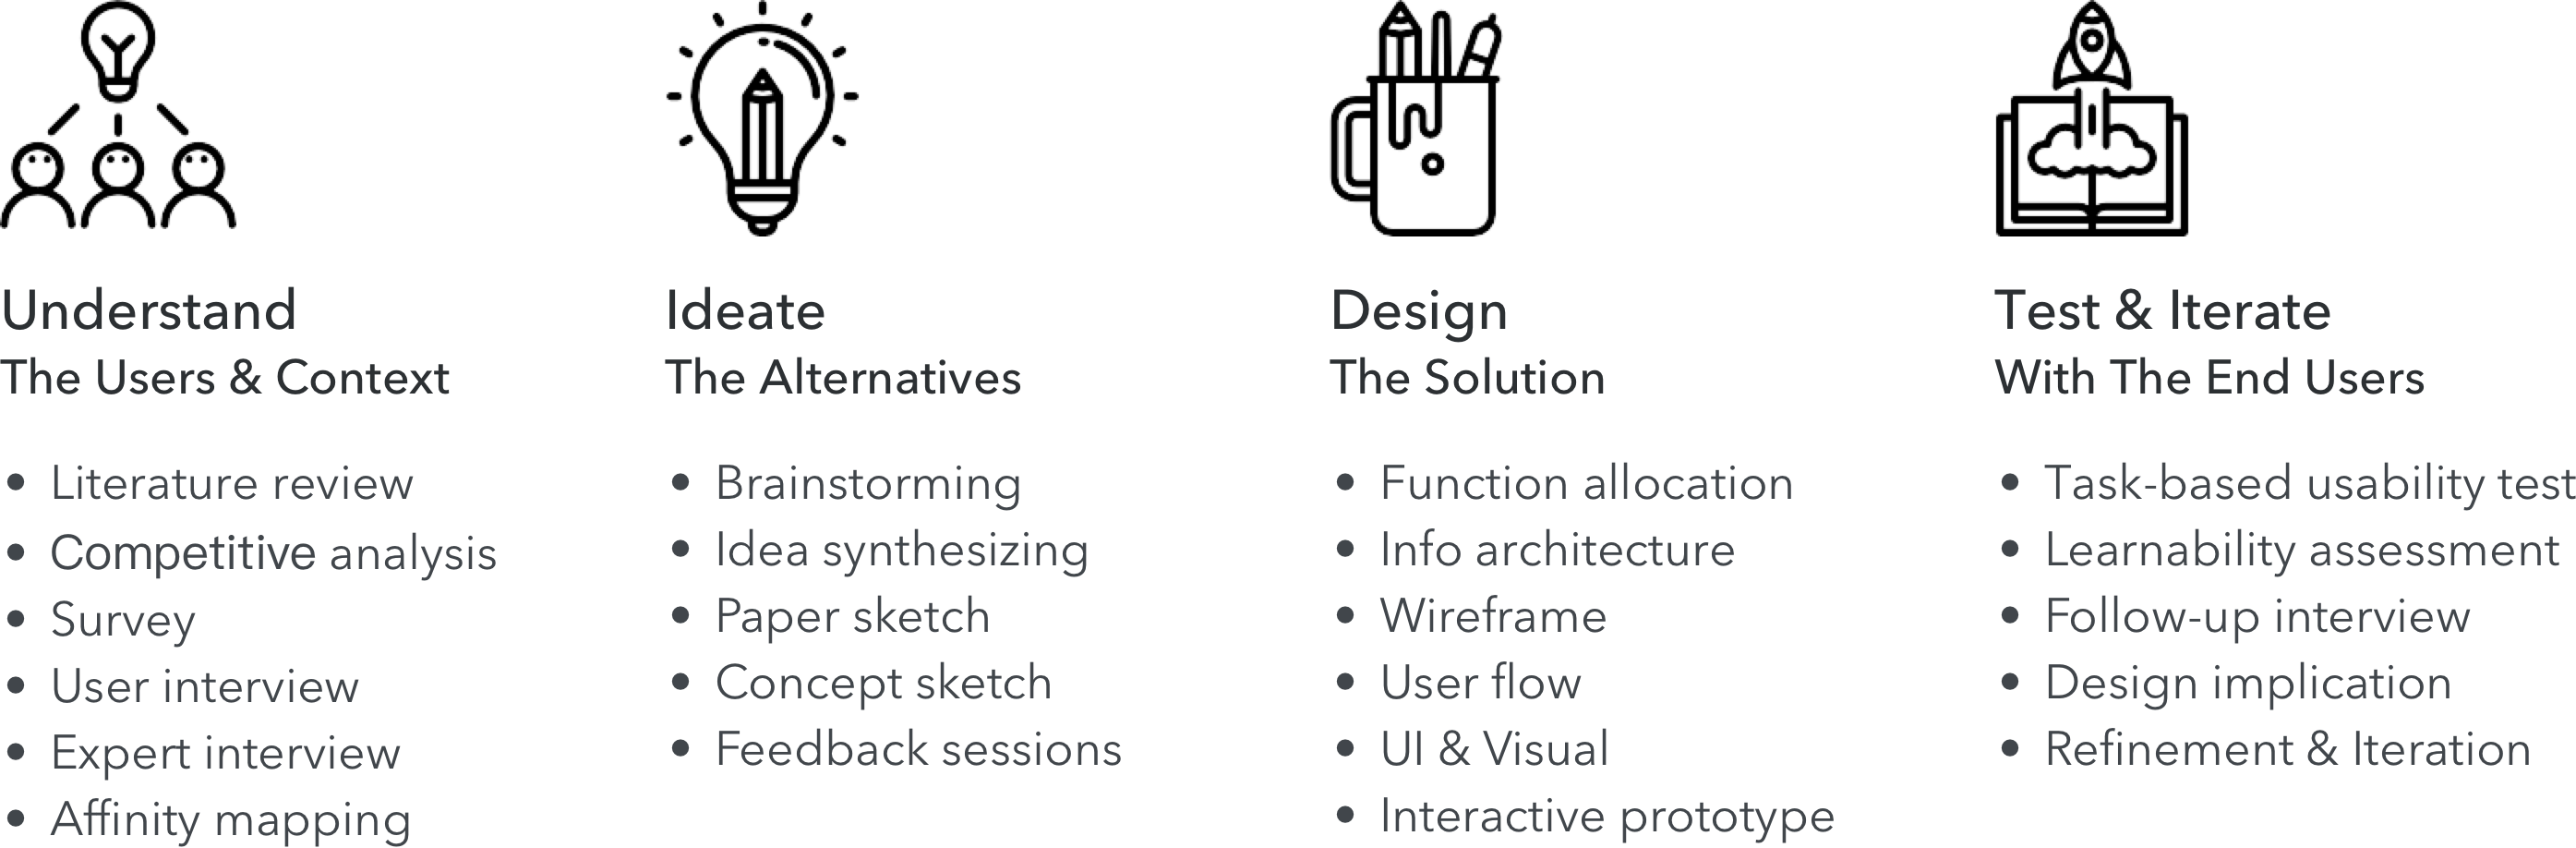 Understand
The Users & Context
• Literature review
• Competitive analysis
• Survey
• User interview
• Expert interview
• Affinity mapping
Ideate
The Alternatives
• Brainstorming
• Idea synthesizing
• Paper sketch
• Concept sketch
• Feedback sessions
Design
The Solution
• Function allocation
• Info architecture
• Wireframe
• User flow
• UI & Visual
• Interactive prototype
Test & Iterate
With The End Users
• Task-based usability test
• Learnability assessment
• Follow-up interview
• Design implication
• Refinement & Iteration